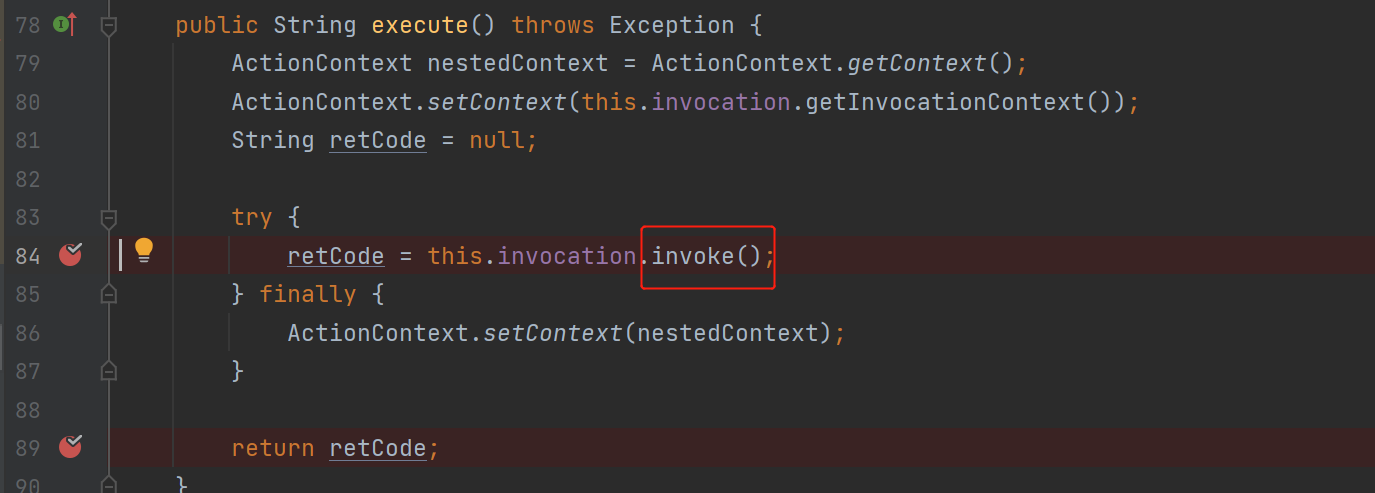 78 public String execute() throws Exception {
79 ActionContext nestedContext = ActionContext.getContext();
80 ActionContext.setContext(this.invocation.getInvocationContext());
81 String retCode = null;
82
83 try {
84 retCode = this.invocation.invoke();
85 } finally {
86 ActionContext.setContext(nestedContext);
87 }
88
89 return retCode;
90 }